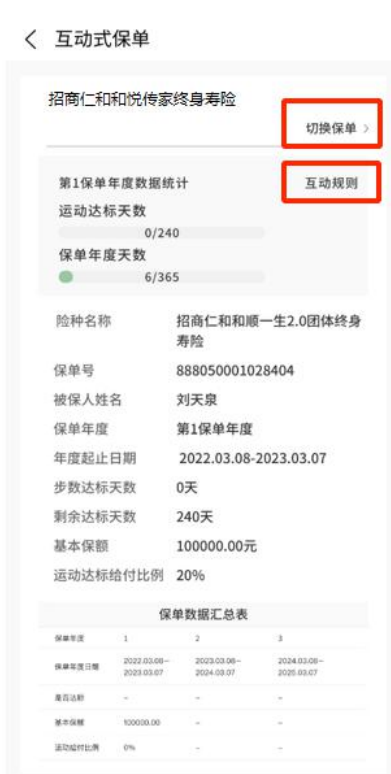 互动式保单
招商仁和和悦传家终身寿险
切换保单 >
第1保单年度数据统计 互动规则
运动达标天数
0/240
保单年度天数
6/365
险种名称 招商仁和和顺一生2.0团体终身
寿险
保单号 888050001028404
被保人姓名 刘天泉
保单年度 第1保单年度
年度起止日期 2022.03.08-2023.03.07
步数达标天数 0天
剩余达标天数 240天
基本保额 100000.00元
运动达标给付比例 20%
保单数据汇总表
保单年度 1 2 3
保单年度日期 2022.03.08- 2023.03.08- 2024.03.08-
2023.03.07 2024.03.07 2025.03.07
是否达标 - - -
基本保额 100000.00 - -
运动给付比例 0% - -